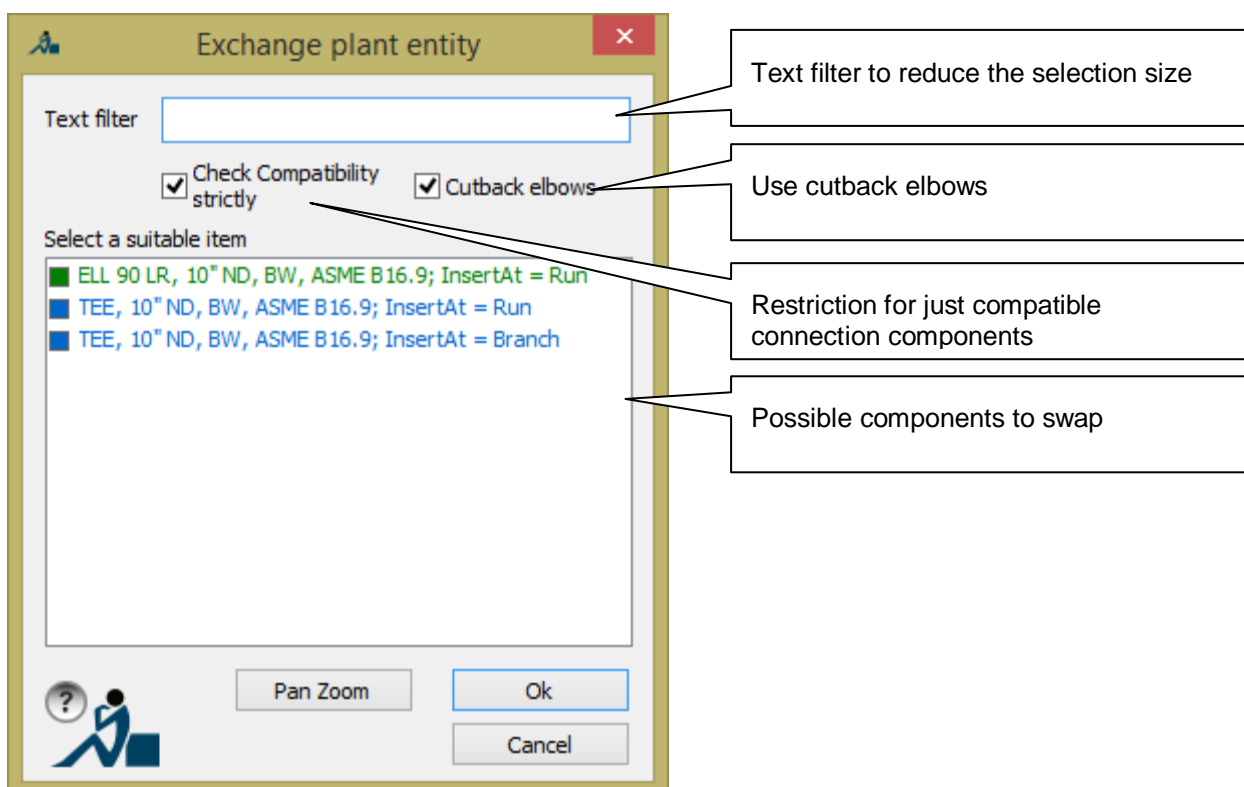 Exchange plant entity
Text filter
Check Compatibility
strictly
Cutback elbows
Select a suitable item
ELL 90 LR, 10" ND, BW, ASME B16.9; InsertAt = Run
TEE, 10" ND, BW, ASME B16.9; InsertAt = Run
TEE, 10" ND, BW, ASME B16.9; InsertAt = Branch
?
Pan Zoom
Ok
Cancel
Text filter to reduce the selection size
Use cutback elbows
Restriction for just compatible
connection components
Possible components to swap